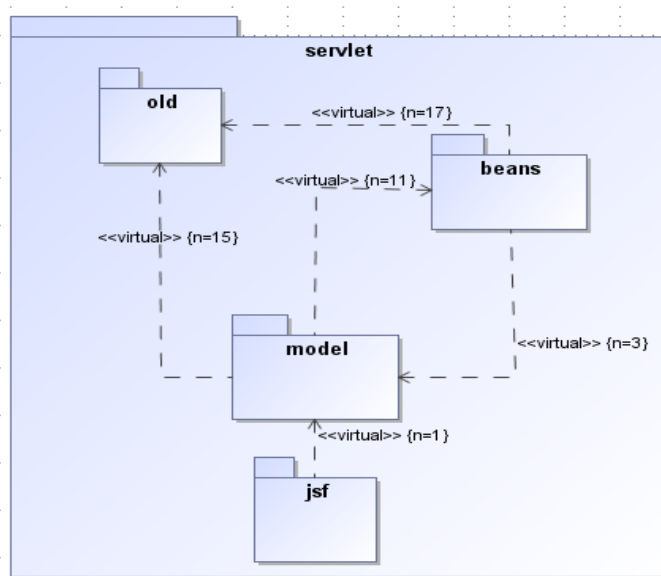 servlet
old
<<virtual>> {n=17}
beans
<<virtual>> {n=11}
<<virtual>> {n=15}
model
<<virtual>> {n=3}
<<virtual>> {n=1}
jsf